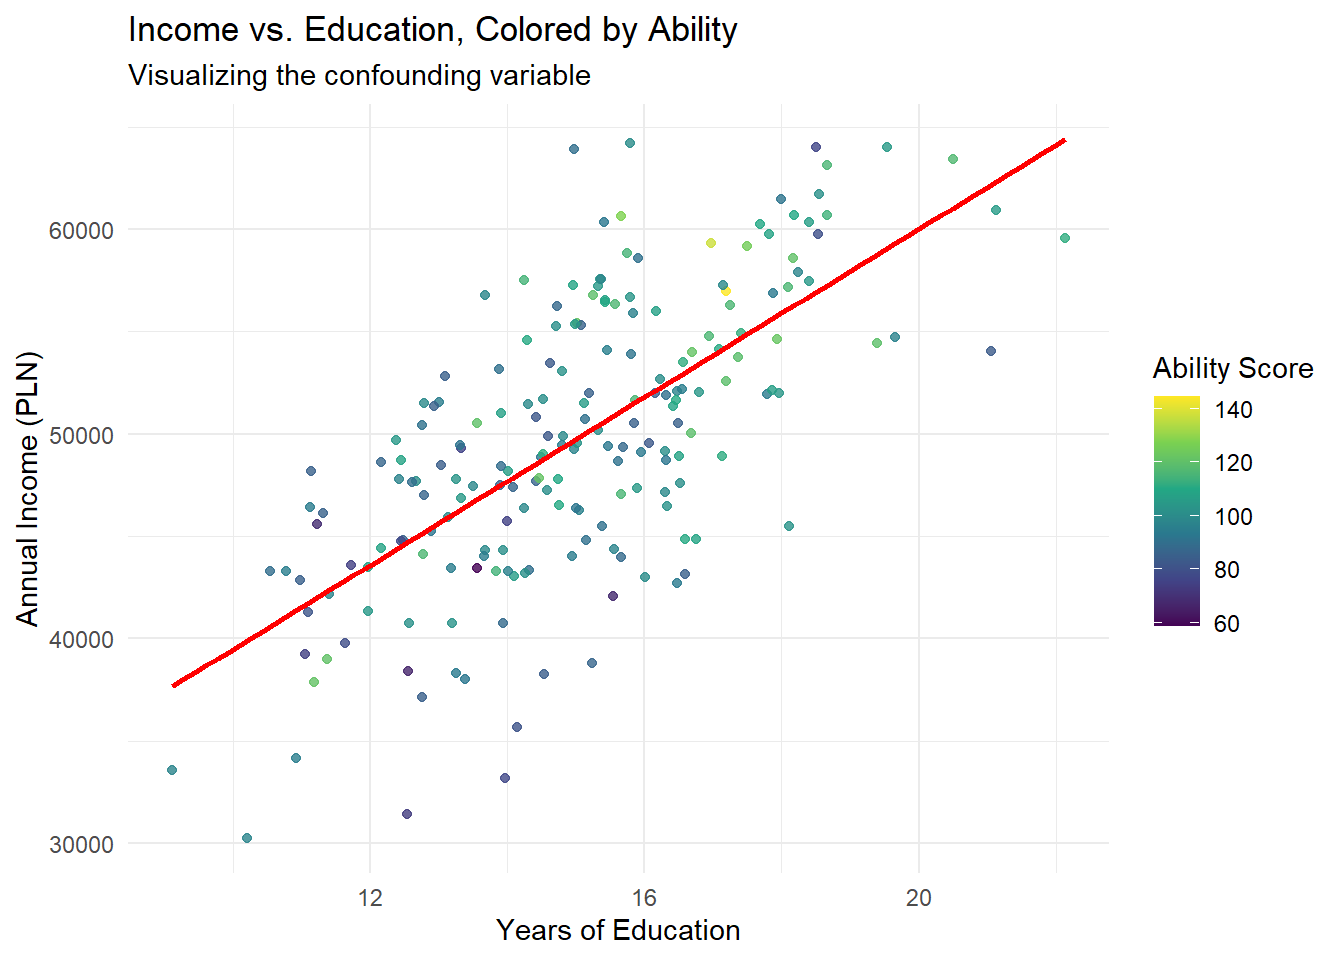 Income vs. Education, Colored by Ability
Visualizing the confounding variable
Annual Income (PLN)
60000
50000
40000
30000
12
16
20
Years of Education
Ability Score
140
120
100
80
60